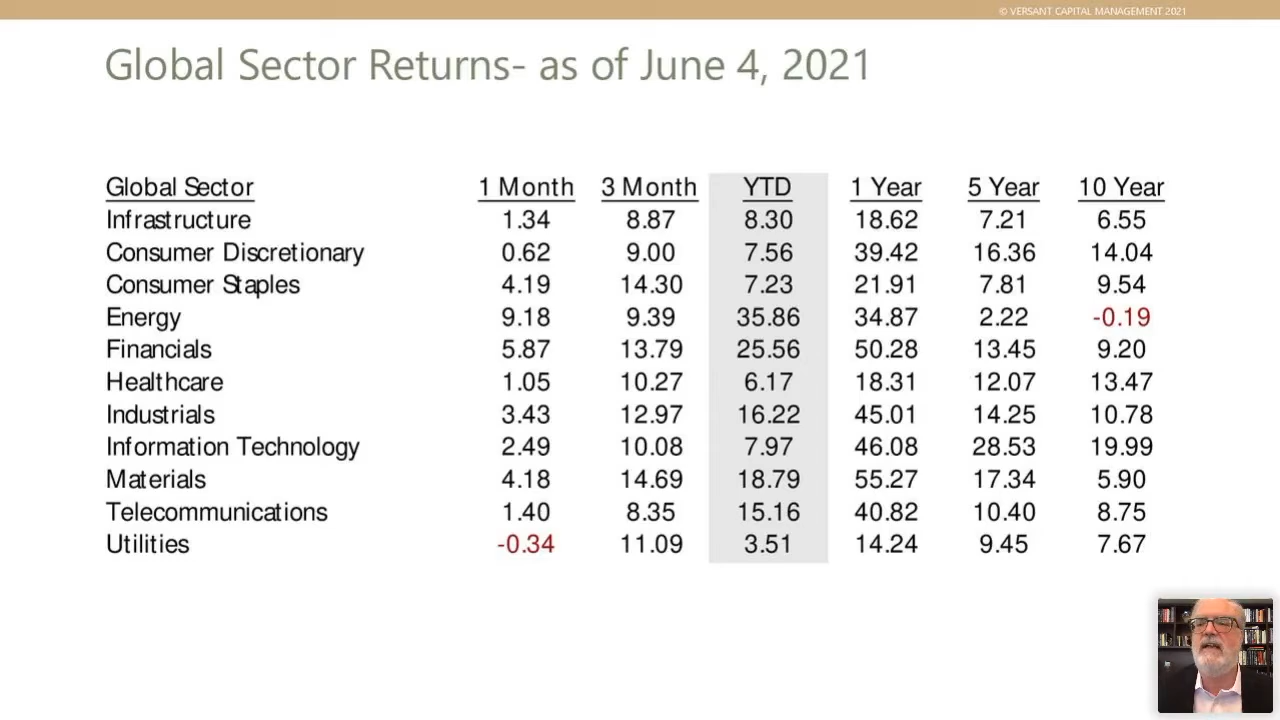 © VERSANT CAPITAL MANAGEMENT 2021
Global Sector Returns- as of June 4, 2021
Global Sector 1 Month 3 Month YTD 1 Year 5 Year 10 Year
Infrastructure 1.34 8.87 8.30 18.62 7.21 6.55
Consumer Discretionary 0.62 9.00 7.56 39.42 16.36 14.04
Consumer Staples 4.19 14.30 7.23 21.91 7.81 9.54
Energy 9.18 9.39 35.86 34.87 2.22 -0.19
Financials 5.87 13.79 25.56 50.28 13.45 9.20
Healthcare 1.05 10.27 6.17 18.31 12.07 13.47
Industrials 3.43 12.97 16.22 45.01 14.25 10.78
Information Technology 2.49 10.08 7.97 46.08 28.53 19.99
Materials 4.18 14.69 18.79 55.27 17.34 5.90
Telecommunications 1.40 8.35 15.16 40.82 10.40 8.75
Utilities -0.34 11.09 3.51 14.24 9.45 7.67